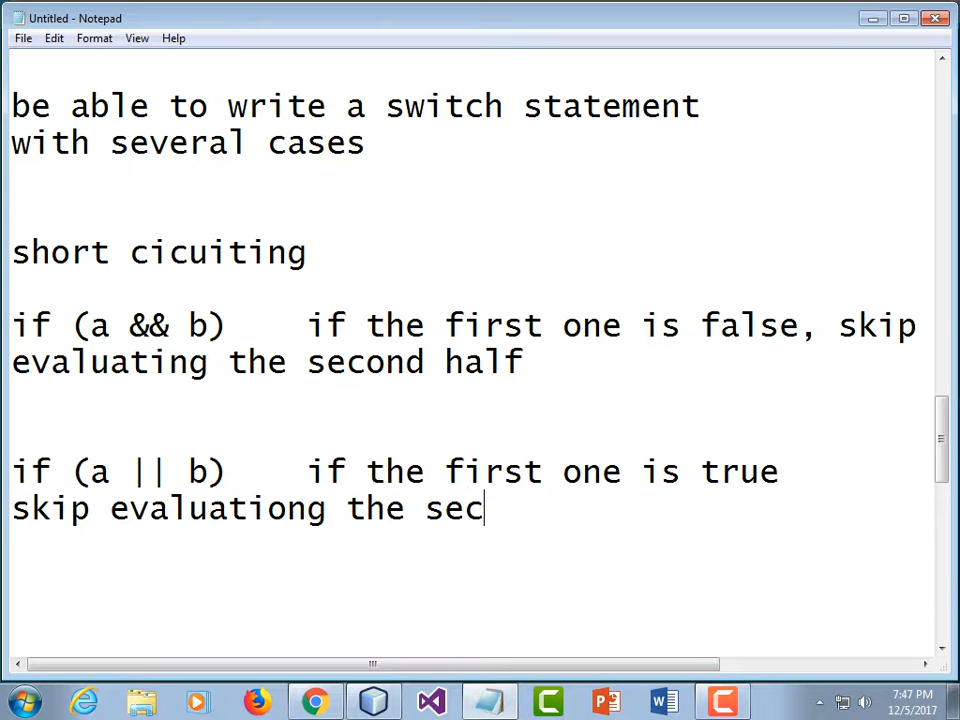 Untitled - Notepad
File Edit Format View Help
be able to write a switch statement
with several cases
short cicuiting
if (a && b)    if the first one is false, skip
evaluating the second half
if (a || b)    if the first one is true
skip evaluationg the sec
7:47 PM
12/5/2017